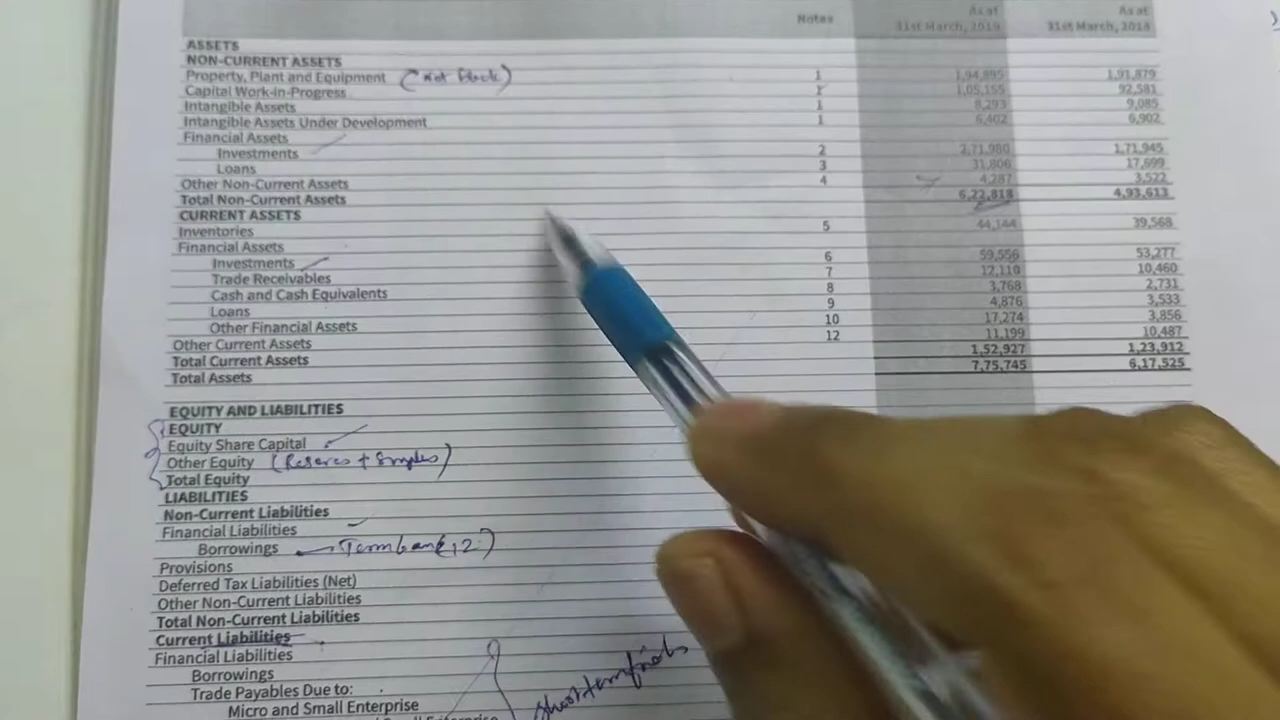 As at As at
Notes 31st March, 2019 31st March, 2018
ASSETS
NON-CURRENT ASSETS
Property, Plant and Equipment 1 1,94,895 1,91,879
Capital Work-in-Progress 1 1,05,155 92,581
Intangible Assets 1 8,293 9,085
Intangible Assets Under Development 1 6,402 6,902
Financial Assets
Investments 2 2,71,980 1,71,945
Loans 3 31,806 17,699
Other Non-Current Assets 4 4,287 3,522
Total Non-Current Assets 6,22,818 4,93,613
CURRENT ASSETS
Inventories 5 44,144 39,568
Financial Assets
Investments 6 59,556 53,277
Trade Receivables 7 12,110 10,460
Cash and Cash Equivalents 8 3,768 2,731
Loans 9 4,876 3,533
Other Financial Assets 10 17,274 3,856
Other Current Assets 12 11,199 10,487
Total Current Assets 1,52,927 1,23,912
Total Assets 7,75,745 6,17,525
EQUITY AND LIABILITIES
EQUITY
Equity Share Capital
Other Equity
Total Equity
LIABILITIES
Non-Current Liabilities
Financial Liabilities
Borrowings
Provisions
Deferred Tax Liabilities (Net)
Other Non-Current Liabilities
Total Non-Current Liabilities
Current Liabilities
Financial Liabilities
Borrowings
Trade Payables Due to:
Micro and Small Enterprise